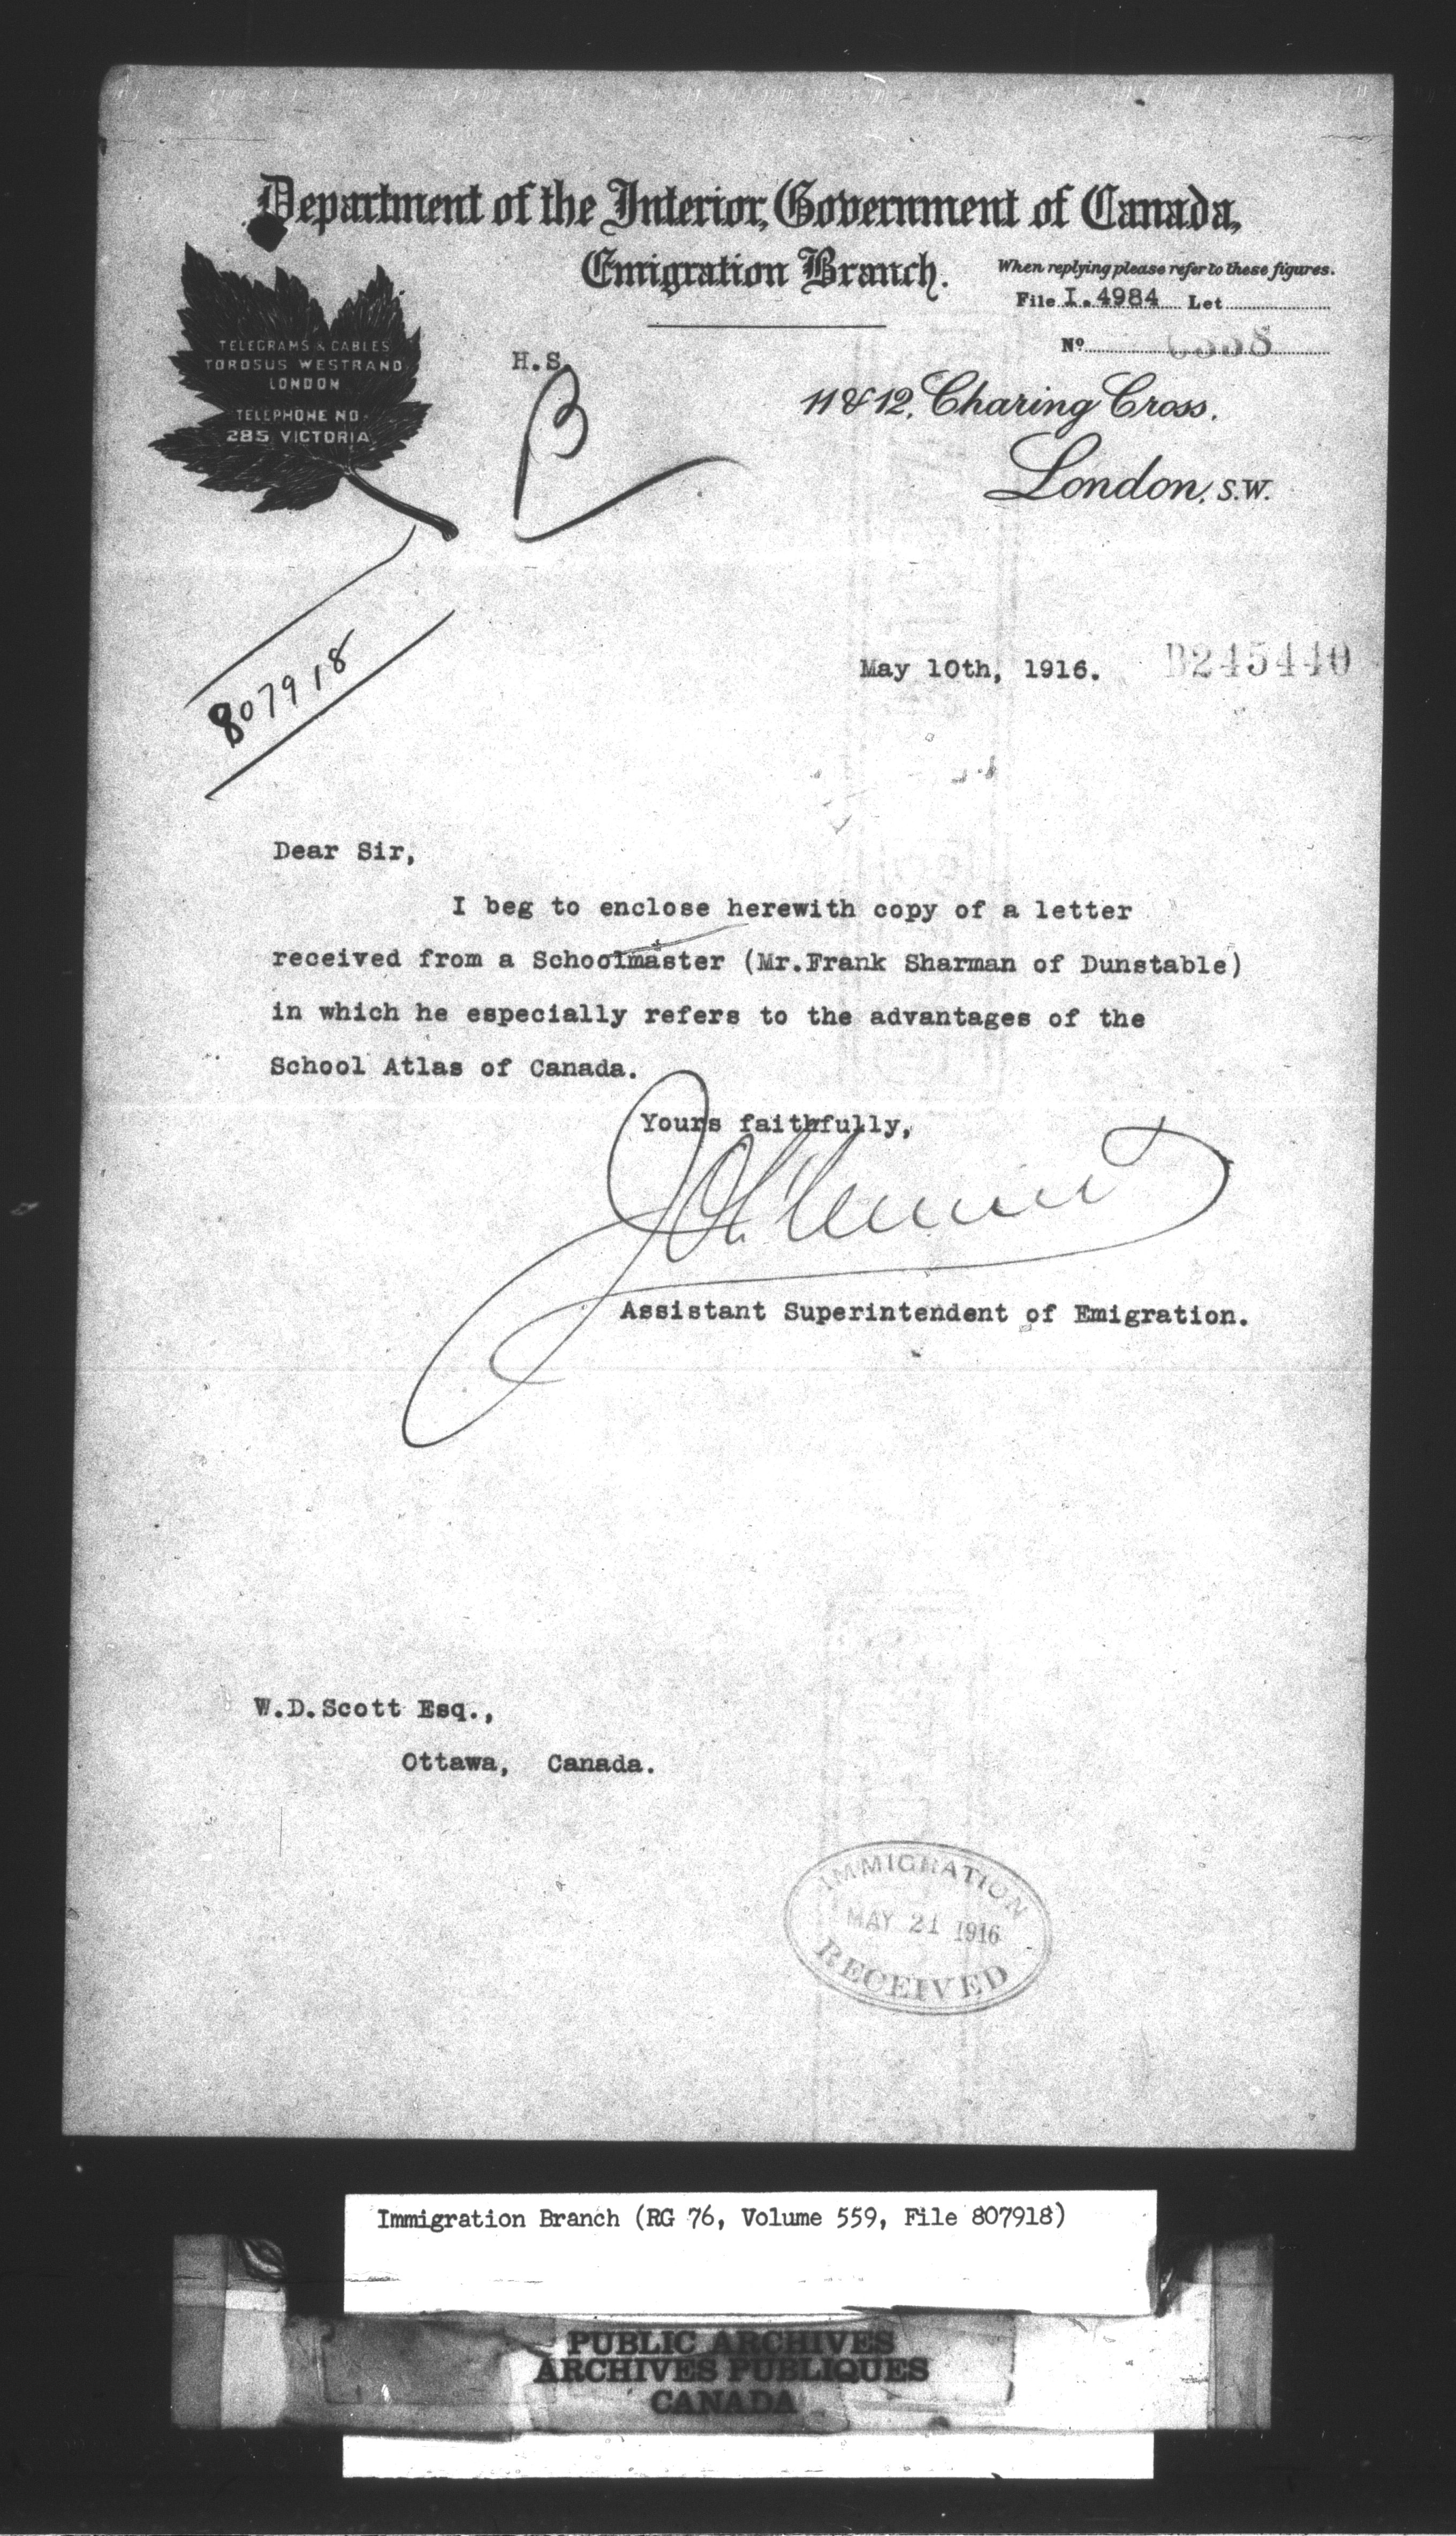 Department of the Interior, Government of Canada,
Emigration Branch.
When replying please refer to these figures.
File I. 4984 Let
Nº
TELEGRAMS & CABLES
TOROSUS WESTRAND
LONDON
TELEPHONE NO.
285 VICTORIA
H.S.
B
11 & 12, Charing Cross,
London, S.W.
807918
May 10th, 1916.
B245440
Dear Sir,
I beg to enclose herewith copy of a letter
received from a Schoolmaster (Mr.Frank Sharman of Dunstable)
in which he especially refers to the advantages of the
School Atlas of Canada.
Yours faithfully,
Assistant Superintendent of Emigration.
W.D.Scott Esq.,
Ottawa, Canada.
IMMIGRATION
MAY 21 1916
RECEIVED
Immigration Branch (RG 76, Volume 559, File 807918)
PUBLIC ARCHIVES
ARCHIVES PUBLIQUES
CANADA